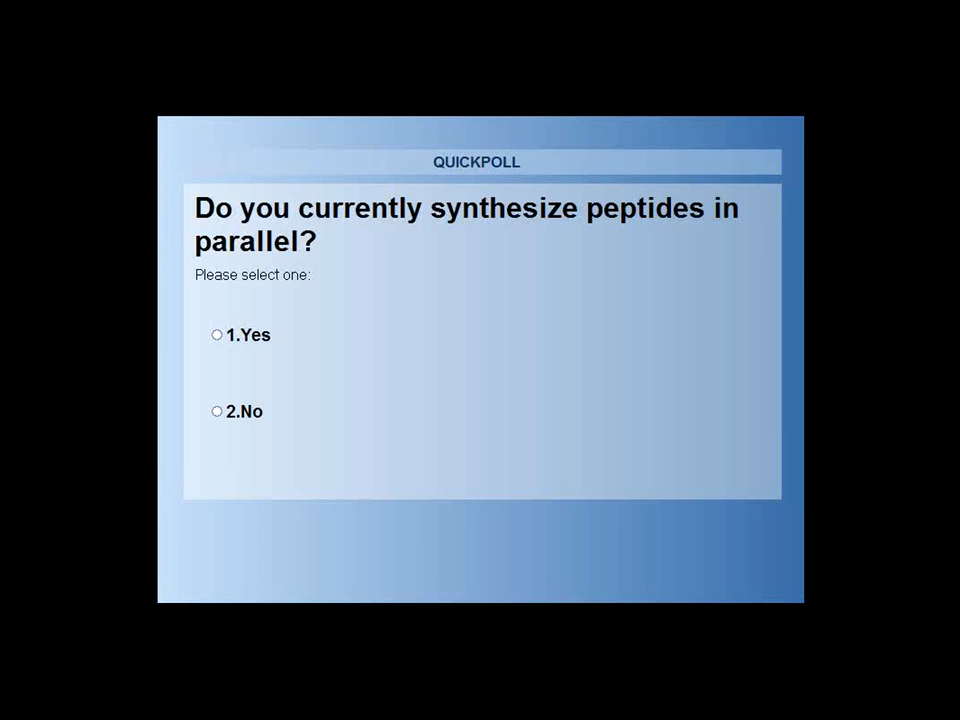 QUICKPOLL
Do you currently synthesize peptides in
parallel?
Please select one:
1.Yes
2.No